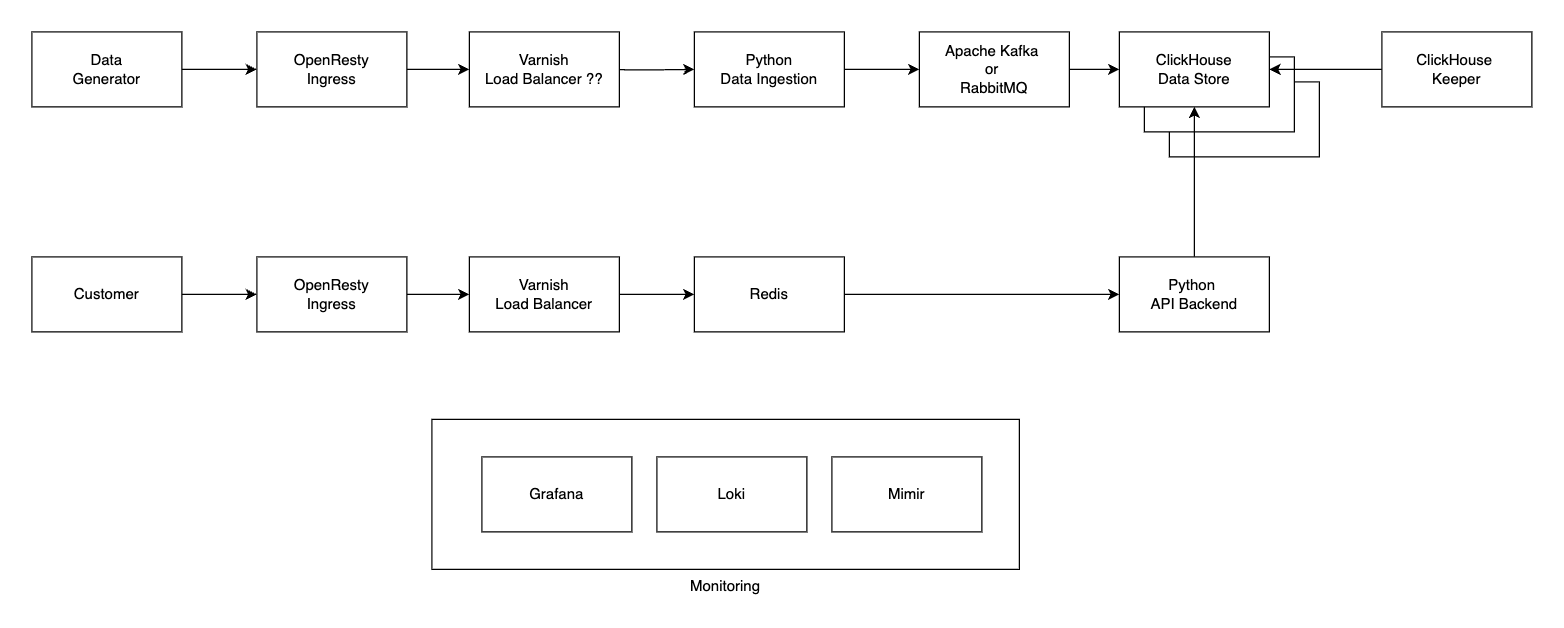 Data
Generator
OpenResty
Ingress
Varnish
Load Balancer ??
Python
Data Ingestion
Apache Kafka
or
RabbitMQ
ClickHouse
Data Store
ClickHouse
Keeper
Customer
OpenResty
Ingress
Varnish
Load Balancer
Redis
Python
API Backend
Grafana
Loki
Mimir
Monitoring